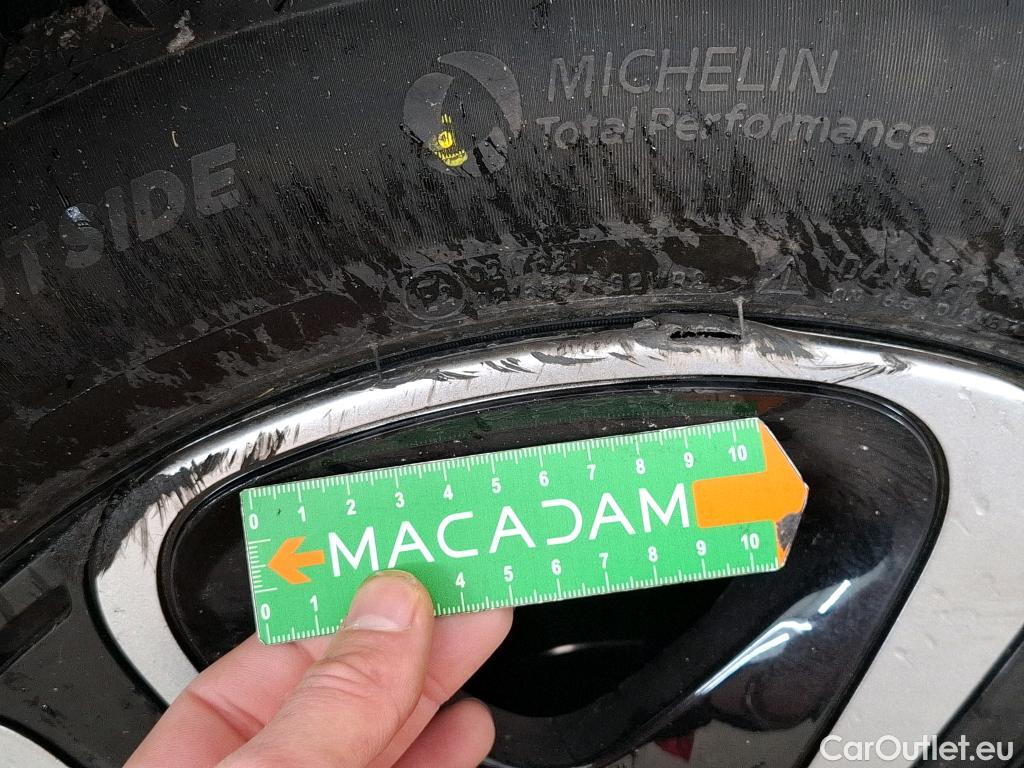 MICHELIN
Total Performance
TSIDE
0 1 2 3 4 5 6 7 8 9 10
MACADAM
0 1 4 5 6 7 8 9 10
CarOutlet.eu